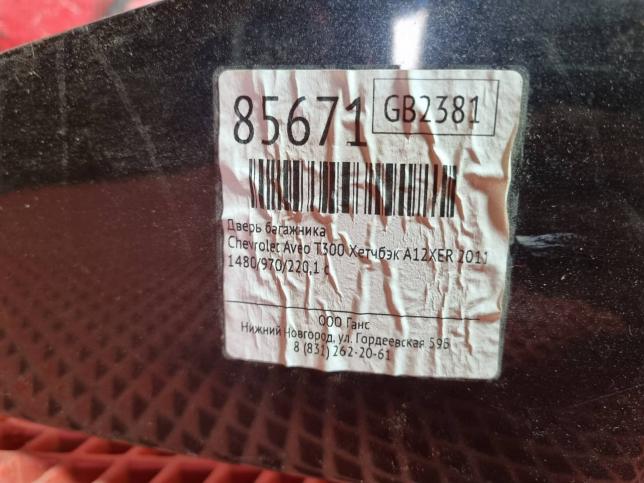 85671 GB2381
Дверь багажника
Chevrolet Aveo T300 Хетчбэк A12XER 2011
1480/970/220,1 с
ООО Ганс
Нижний Новгород, ул. Гордеевская 59Б
8 (831) 262-20-61